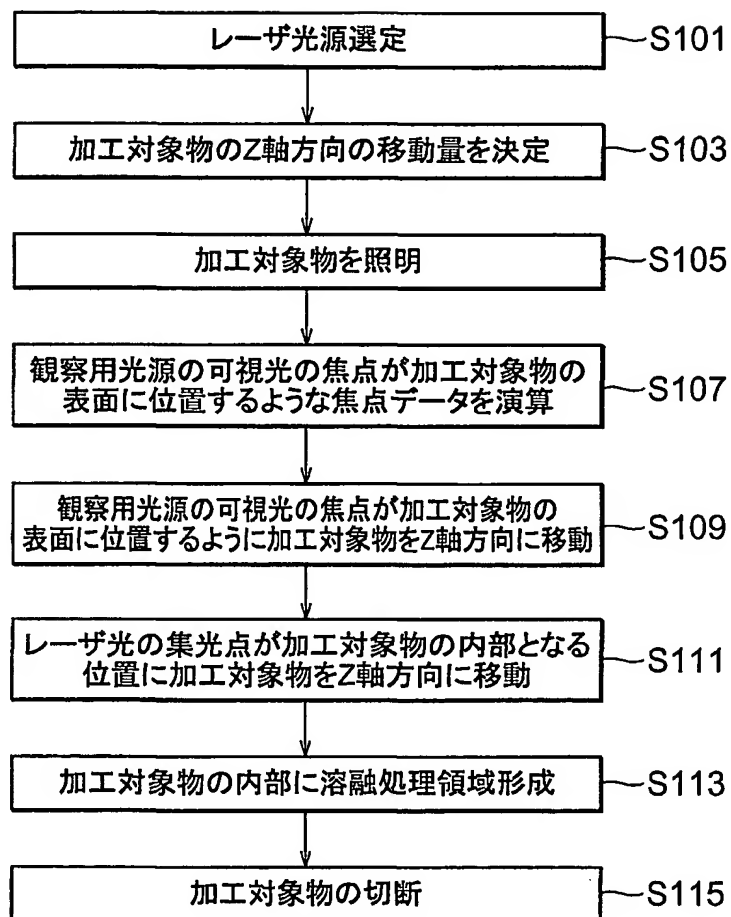 レーザ光源選定
S101
加工対象物のZ軸方向の移動量を決定
S103
加工対象物を照明
S105
観察用光源の可視光の焦点が加工対象物の
表面に位置するような焦点データを演算
S107
観察用光源の可視光の焦点が加工対象物の
表面に位置するように加工対象物をZ軸方向に移動
S109
レーザ光の集光点が加工対象物の内部となる
位置に加工対象物をZ軸方向に移動
S111
加工対象物の内部に溶融処理領域形成
S113
加工対象物の切断
S115